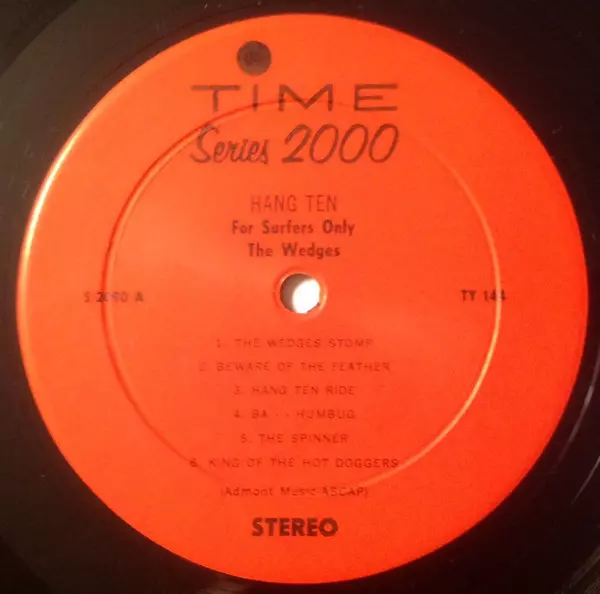 TIME
Series 2000
HANG TEN
For Surfers Only
The Wedges
S 2090 A
TY 144
1. THE WEDGES STOMP
2. BEWARE OF THE FEATHER
3. HANG TEN RIDE
4. BA - - HUMBUG
5. THE SPINNER
6. KING OF THE HOT DOGGERS
(Admont Music-ASCAP)
STEREO